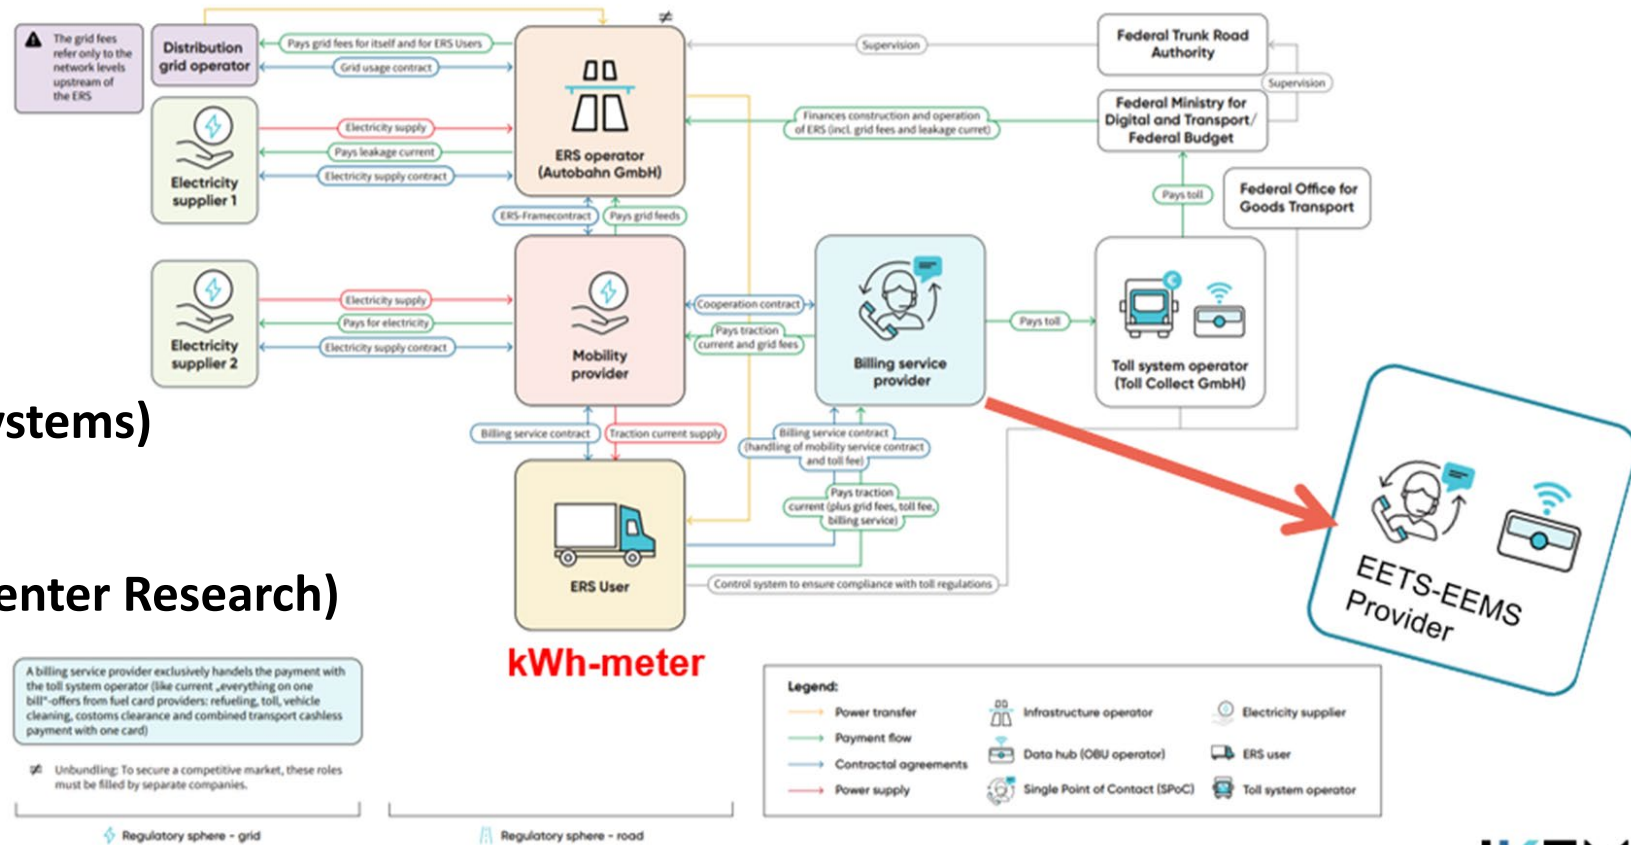 The grid fees
refer only to the
network levels
upstream of
the ERS
Distribution
grid operator
Pays grid fees for itself and for ERS Users
Grid usage contract
≠
Supervision
Federal Trunk Road
Authority
Supervision
Electricity
supplier 1
Electricity supply
Pays leakage current
Electricity supply contract
ERS operator
(Autobahn GmbH)
Finances construction and operation
of ERS (incl. grid fees and leakage curret)
Federal Ministry for
Digital and Transport/
Federal Budget
Pays toll
Federal Office for
Goods Transport
ERS-Framecontract
Pays grid feeds
Electricity
supplier 2
Electricity supply
Pays for electricity
Electricity supply contract
Mobility
provider
Cooperation contract
Pays traction
current and grid fees
Billing service
provider
Pays toll
Toll system operator
(Toll Collect GmbH)
ystems)
Billing service contract
Traction current supply
Billing service contract
(handling of mobility service contract
and toll fee)
Pays traction
current (plus grid fees, toll fee,
billing service)
ERS User
Control system to ensure compliance with toll regulations
EETS-EEMS
Provider
enter Research)
kWh-meter
A billing service provider exclusively handels the payment with
the toll system operator (like current „everything on one
bill“-offers from fuel card providers: refueling, toll, vehicle
cleaning, costoms clearance and combined transport cashless
payment with one card)
≠ Unbundling: To secure a competitive market, these roles
must be filled by separate companies.
Regulatory sphere - grid
Regulatory sphere - road
Legend:
Power transfer
Payment flow
Contractal agreements
Power supply
Infrastructure operator
Data hub (OBU operator)
Single Point of Contact (SPoC)
Electricity supplier
ERS user
Toll system operator